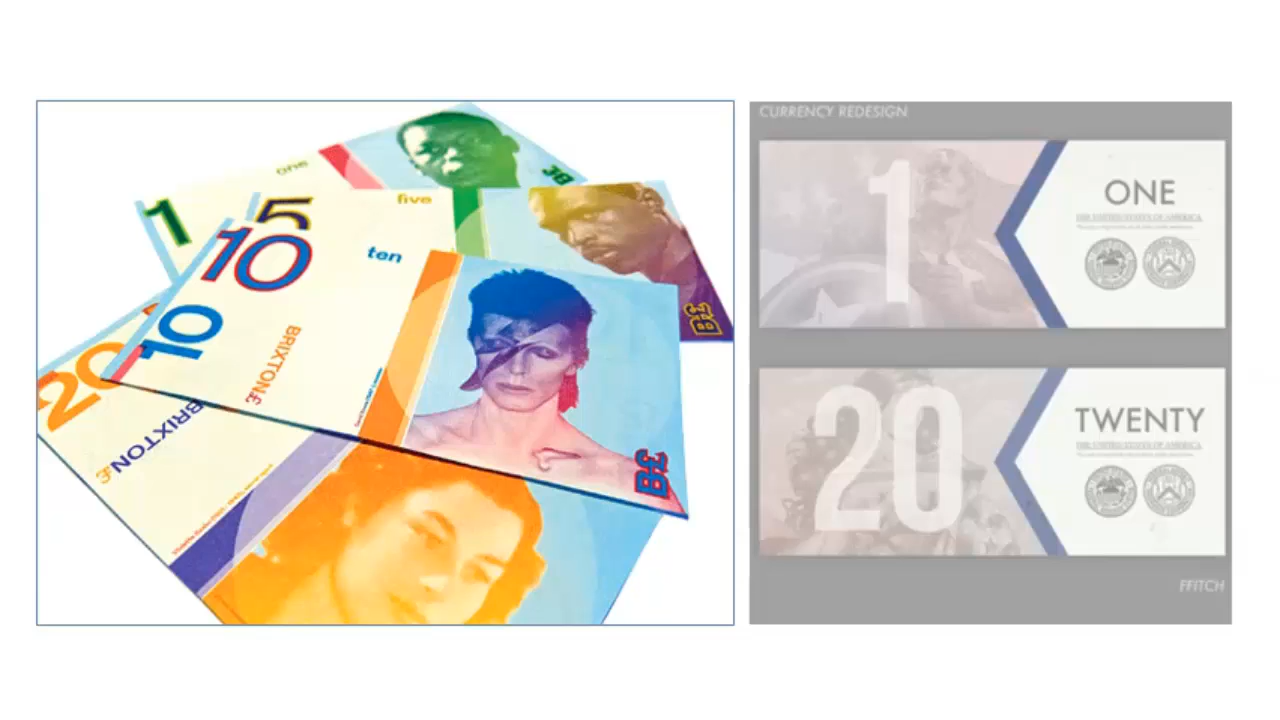 1
one
B£
5
five
B£
10
ten
10
BRIXTON£
B£
20
BRIXTON£
CURRENCY REDESIGN
1
ONE
THE UNITED STATES OF AMERICA
20
TWENTY
THE UNITED STATES OF AMERICA
FFITCH